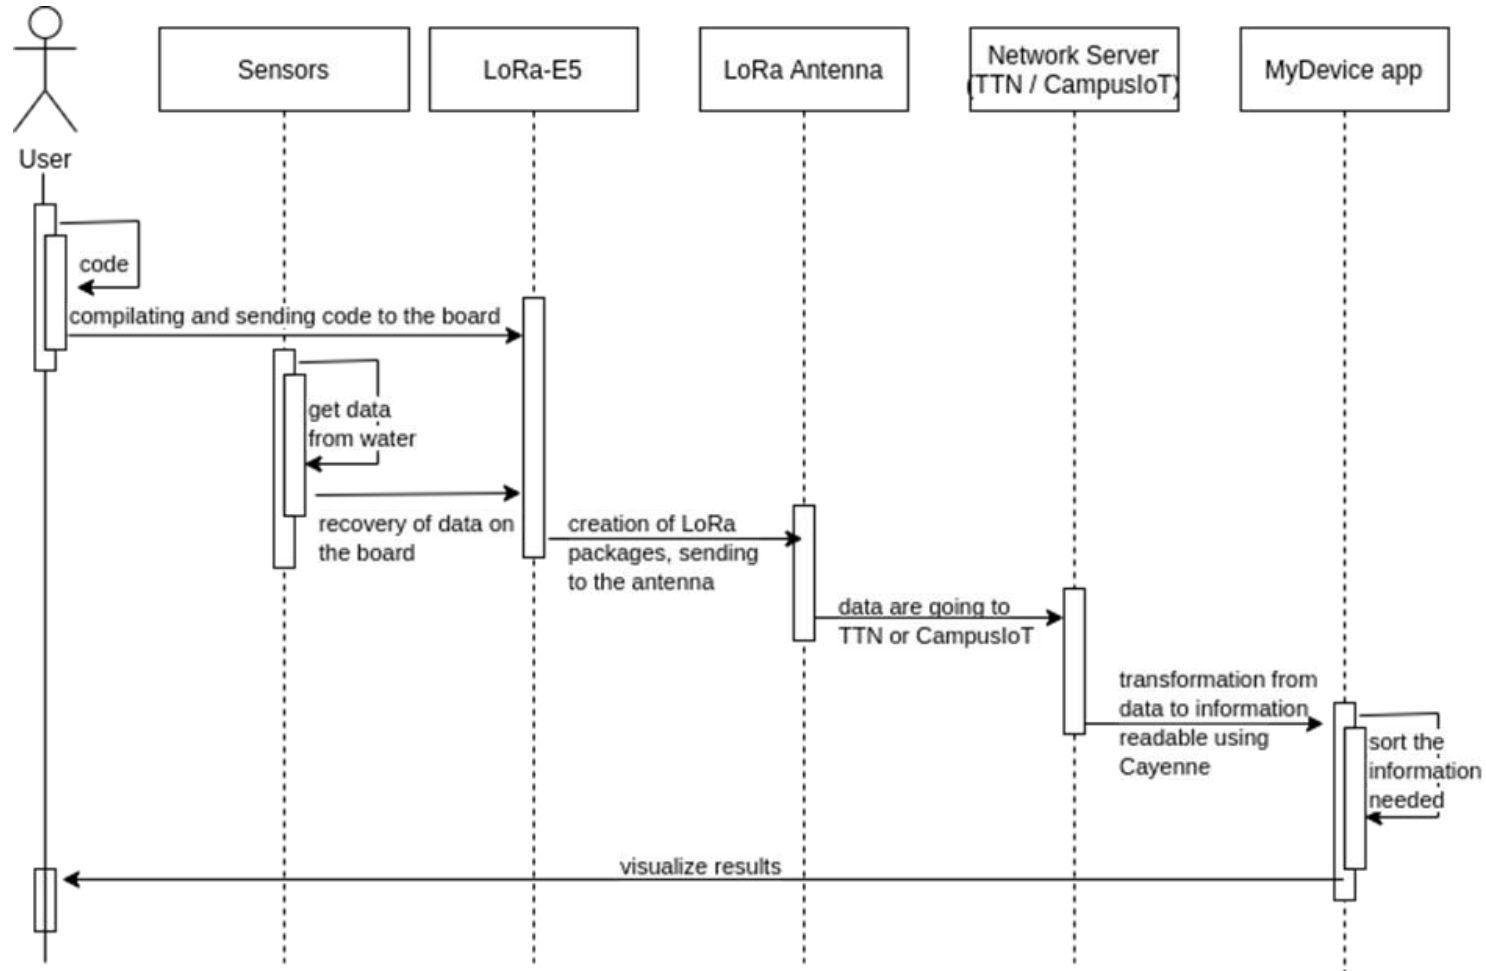 Sensors
LoRa-E5
LoRa Antenna
Network Server
(TTN / CampusIoT)
MyDevice app
User
code
compilating and sending code to the board
get data
from water
recovery of data on
the board
creation of LoRa
packages, sending
to the antenna
data are going to
TTN or CampusIoT
transformation from
data to information
readable using
Cayenne
sort the
information
needed
visualize results